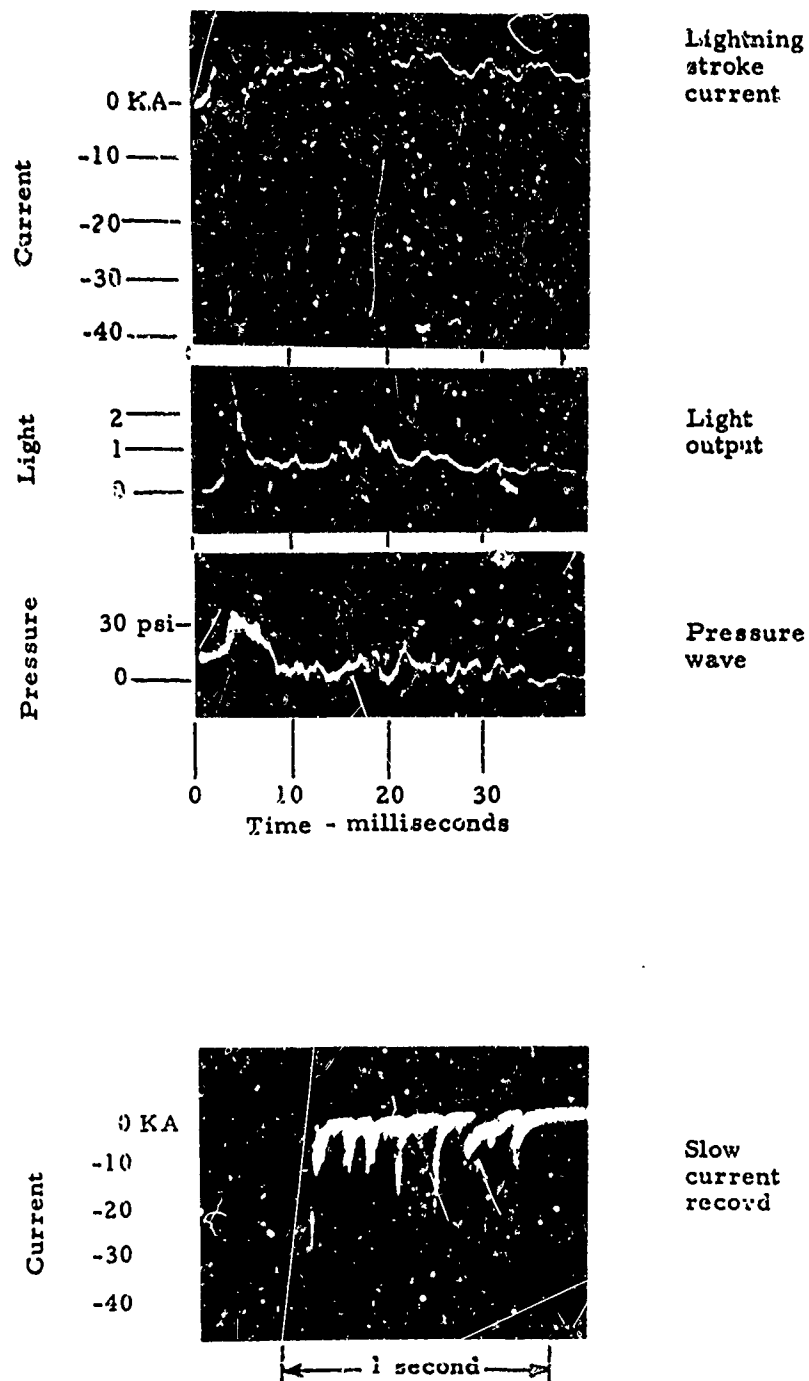 Lightning
stroke
current
Current
0 KA
-10
-20
-30
-40
Light
2
1
0
Light
output
Pressure
30 psi
0
Pressure
wave
0 10 20 30
Time - milliseconds
Current
0 KA
-10
-20
-30
-40
Slow
current
record
1 second